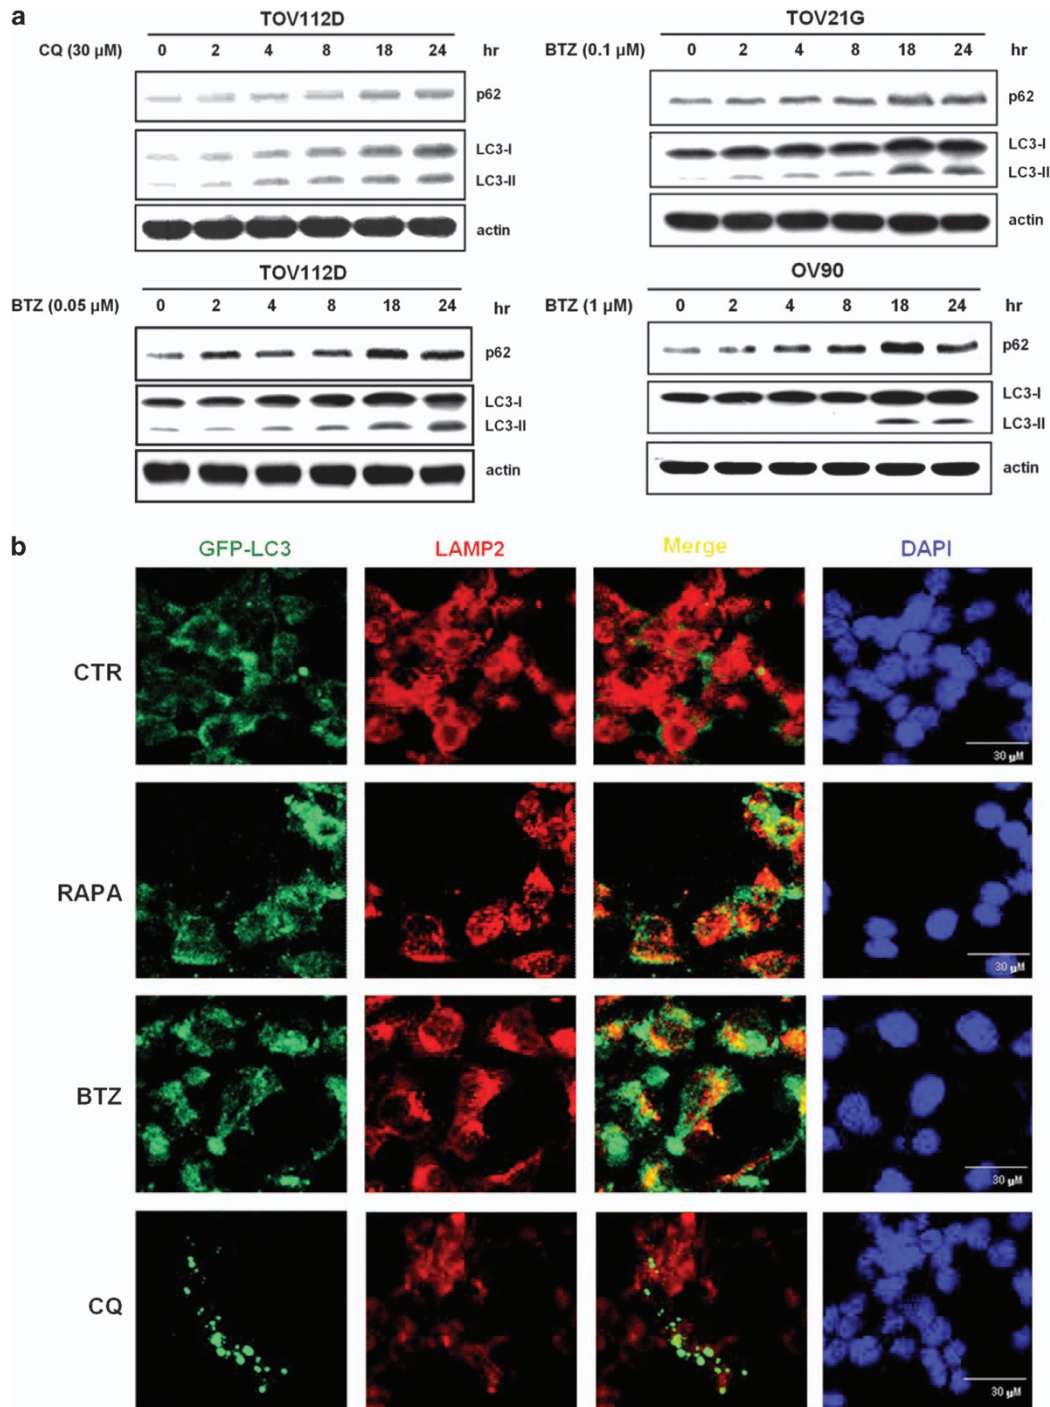 a
TOV112D
CQ (30 µM) 0 2 4 8 18 24 hr
p62
LC3-I
LC3-II
actin
TOV21G
BTZ (0.1 µM) 0 2 4 8 18 24 hr
p62
LC3-I
LC3-II
actin
TOV112D
BTZ (0.05 µM) 0 2 4 8 18 24 hr
p62
LC3-I
LC3-II
actin
OV90
BTZ (1 µM) 0 2 4 8 18 24 hr
p62
LC3-I
LC3-II
actin
b
GFP-LC3 LAMP2 Merge DAPI
CTR
30 µM
RAPA
30 µM
BTZ
30 µM
CQ
30 µM